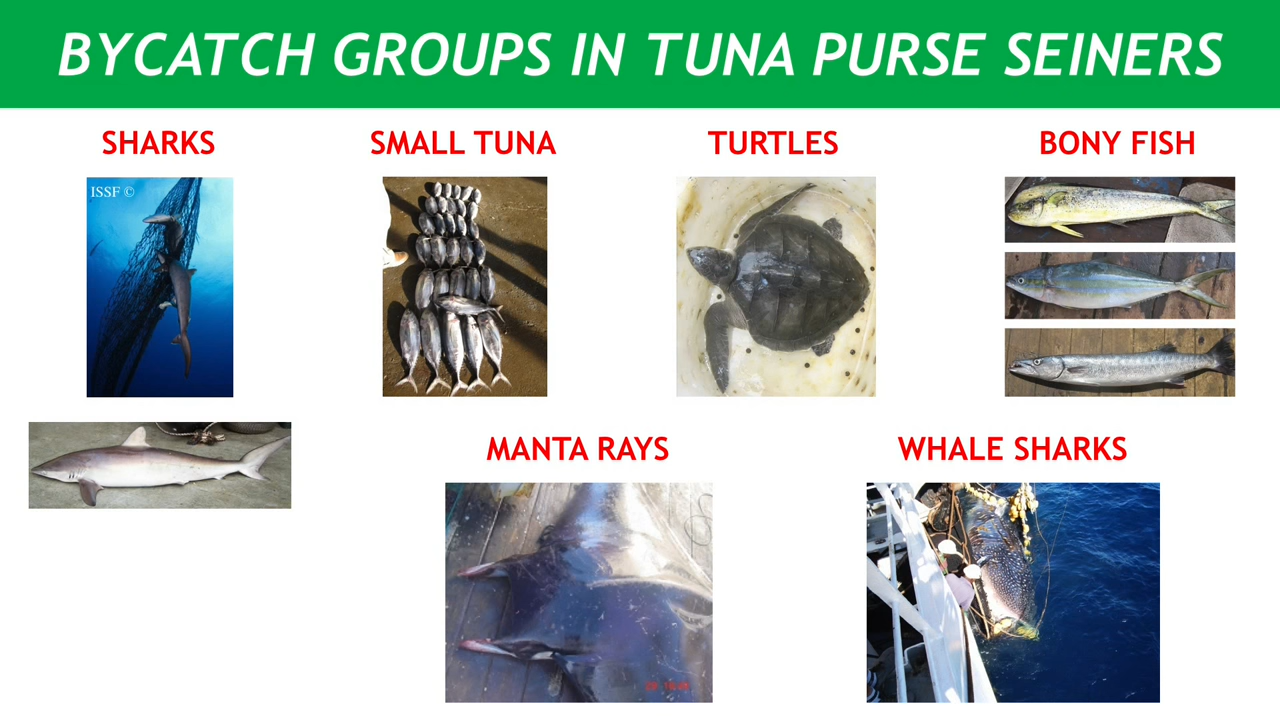 BYCATCH GROUPS IN TUNA PURSE SEINERS
SHARKS
SMALL TUNA
TURTLES
BONY FISH
ISSF ©
MANTA RAYS
WHALE SHARKS